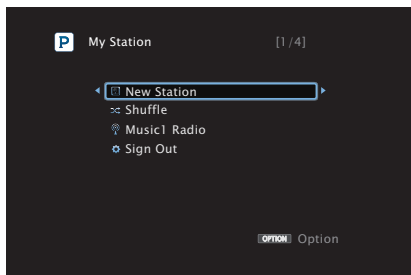 P My Station [1/4]
New Station
Shuffle
Music1 Radio
Sign Out
OPTION Option